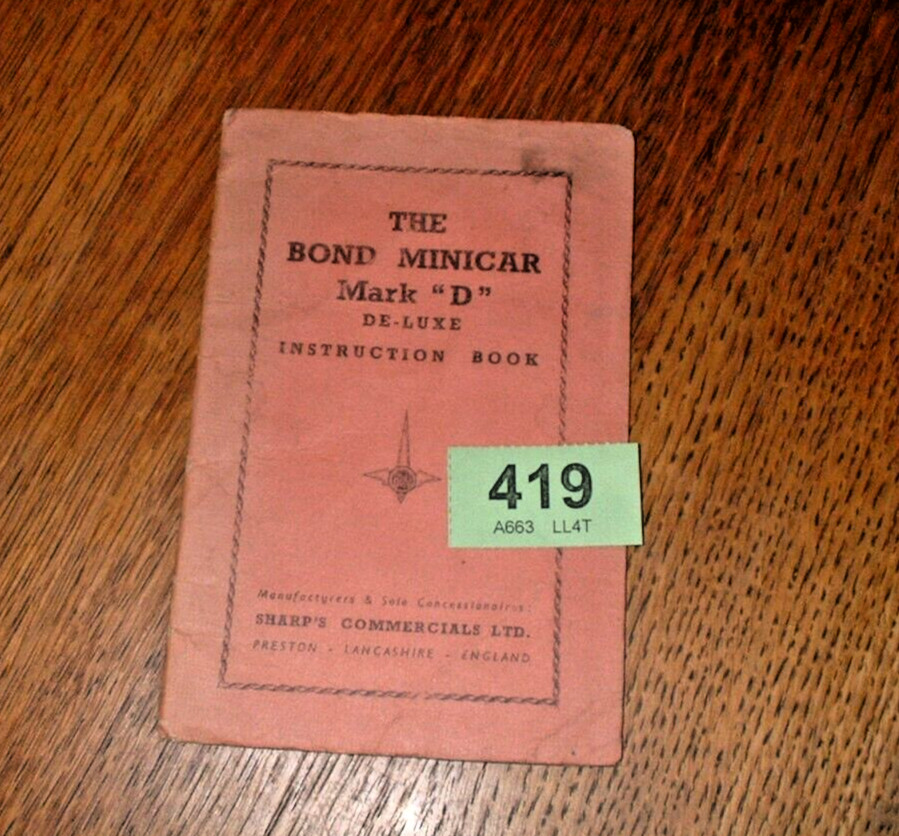 THE
BOND MINICAR
Mark “D”
DE-LUXE
INSTRUCTION BOOK
419
A663 LL4T
Manufacturers & Sole Concessionaires:
SHARP'S COMMERCIALS LTD.
PRESTON - LANCASHIRE - ENGLAND